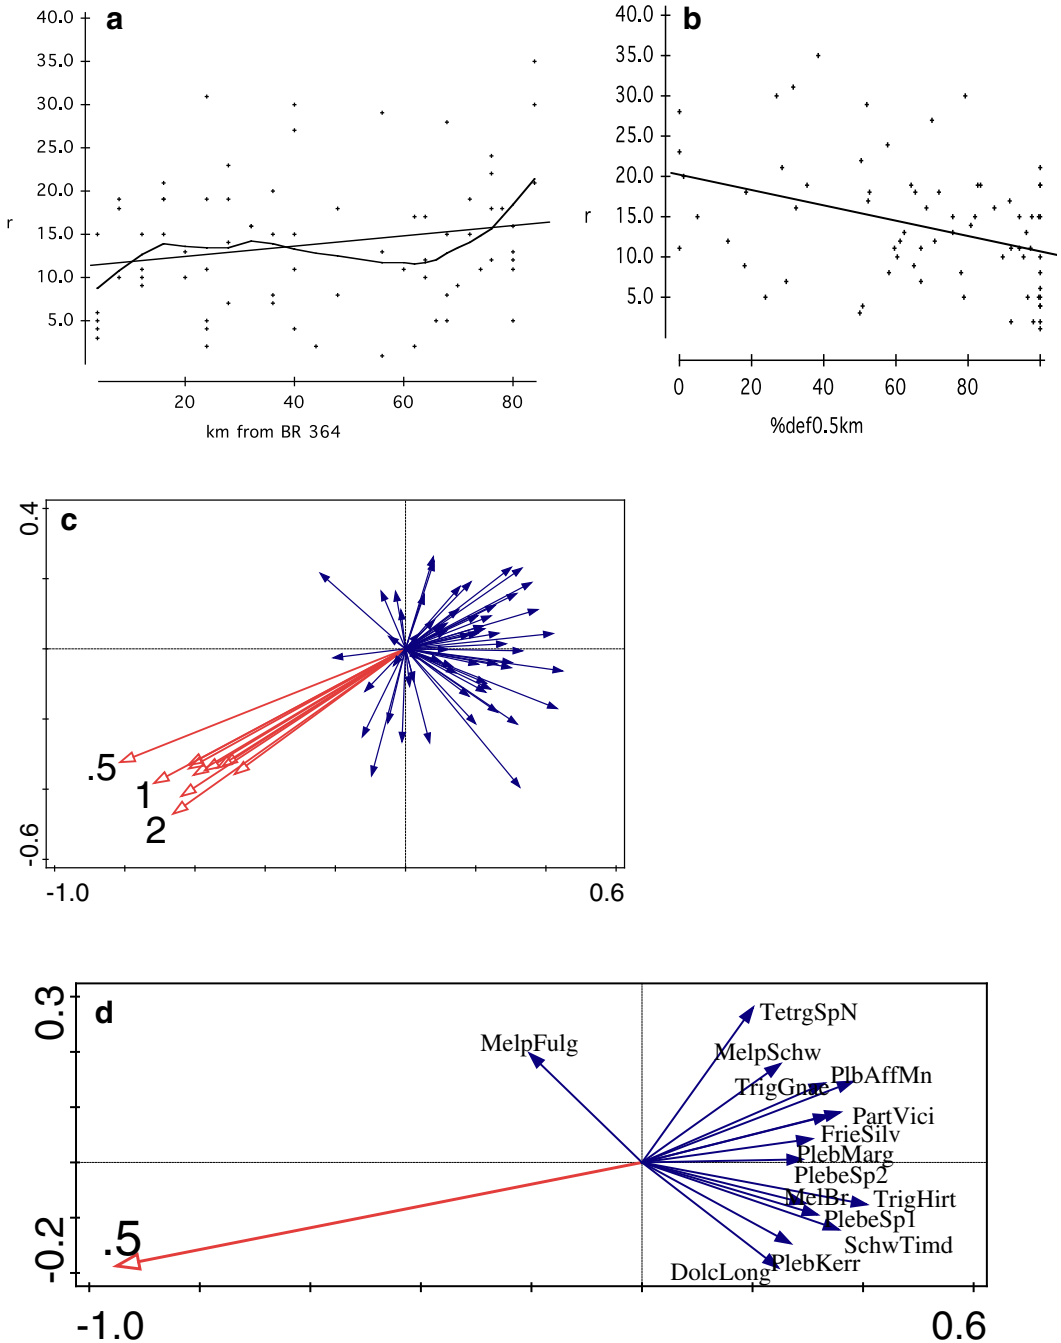 a
40.0
35.0
30.0
25.0
20.0
r
15.0
10.0
5.0
20 40 60 80
km from BR 364
b
40.0
35.0
30.0
25.0
20.0
r
15.0
10.0
5.0
0 20 40 60 80
%def0.5km
c
0.4
.5
1
2
-0.6
-1.0 0.6
d
0.3
TetrgSpN
MelpFulg
MelpSchw
TrigGnae PlbAffMn
PartVici
FrieSilv
PlebMarg
PlebeSp2
MelBr TrigHirt
PlebeSp1
SchwTimd
PlebKerr
DolcLong
.5
-0.2
-1.0 0.6